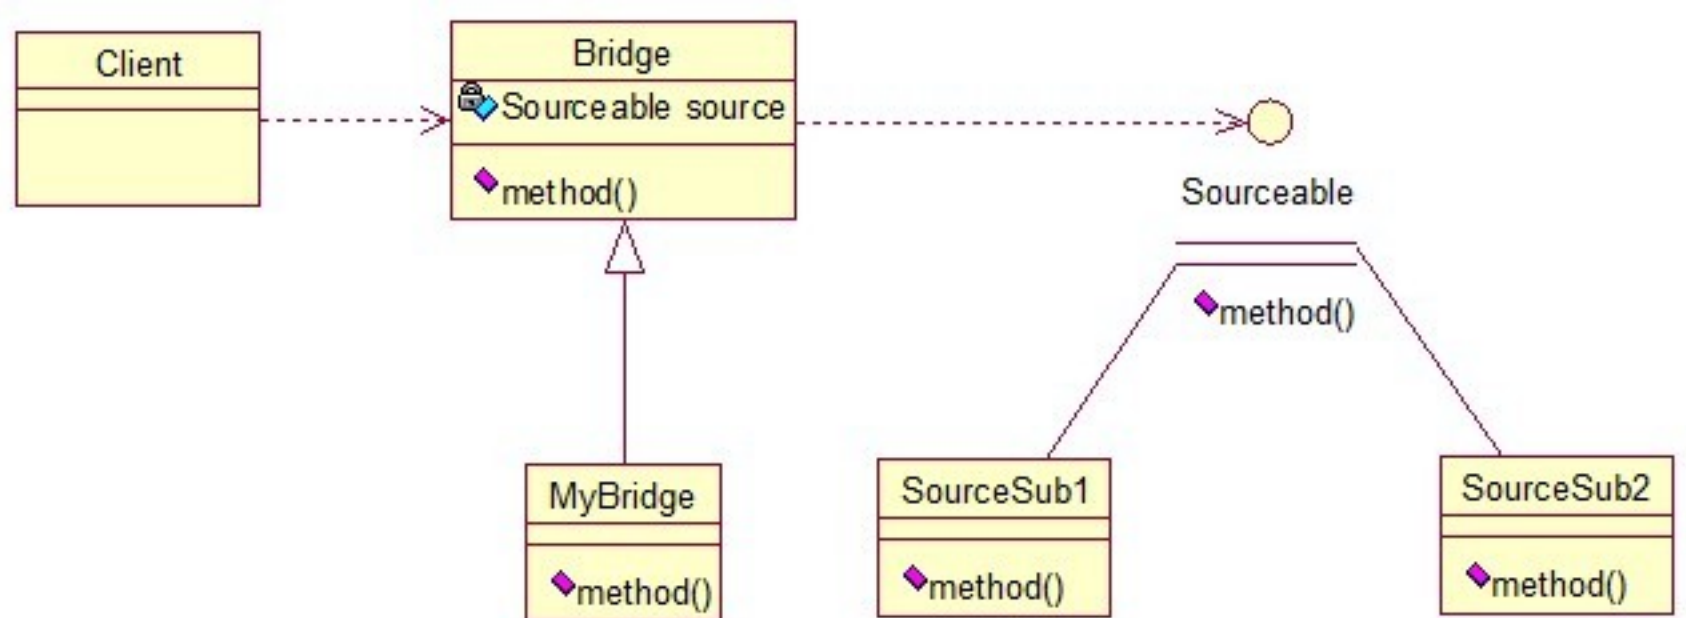 Client
Bridge
Sourceable source
method()
Sourceable
method()
MyBridge
method()
SourceSub1
method()
SourceSub2
method()